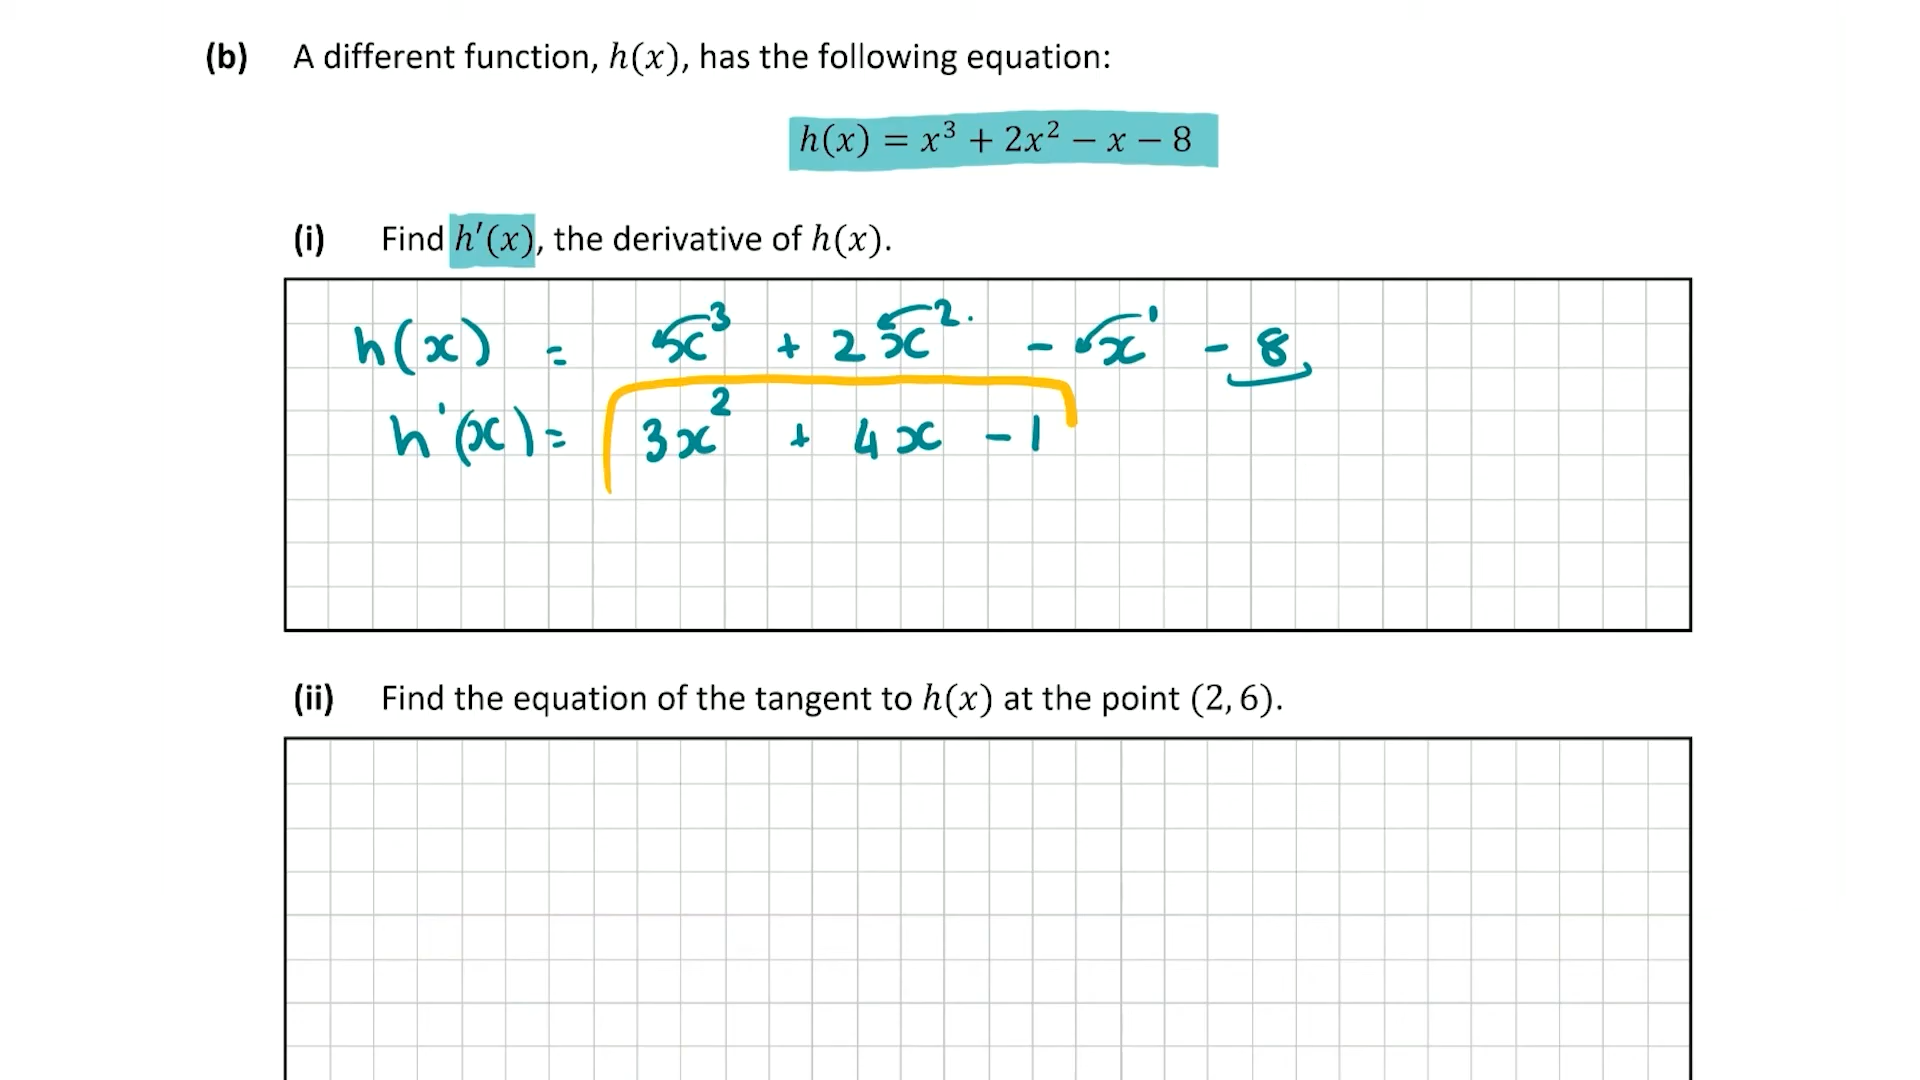 (b) A different function, h(x), has the following equation:
h(x) = x³ + 2x² − x − 8
(i) Find h′(x), the derivative of h(x).
h(x) = x³ + 2x². − x¹ − 8
h'(x) = 3x² + 4x − 1
(ii) Find the equation of the tangent to h(x) at the point (2, 6).